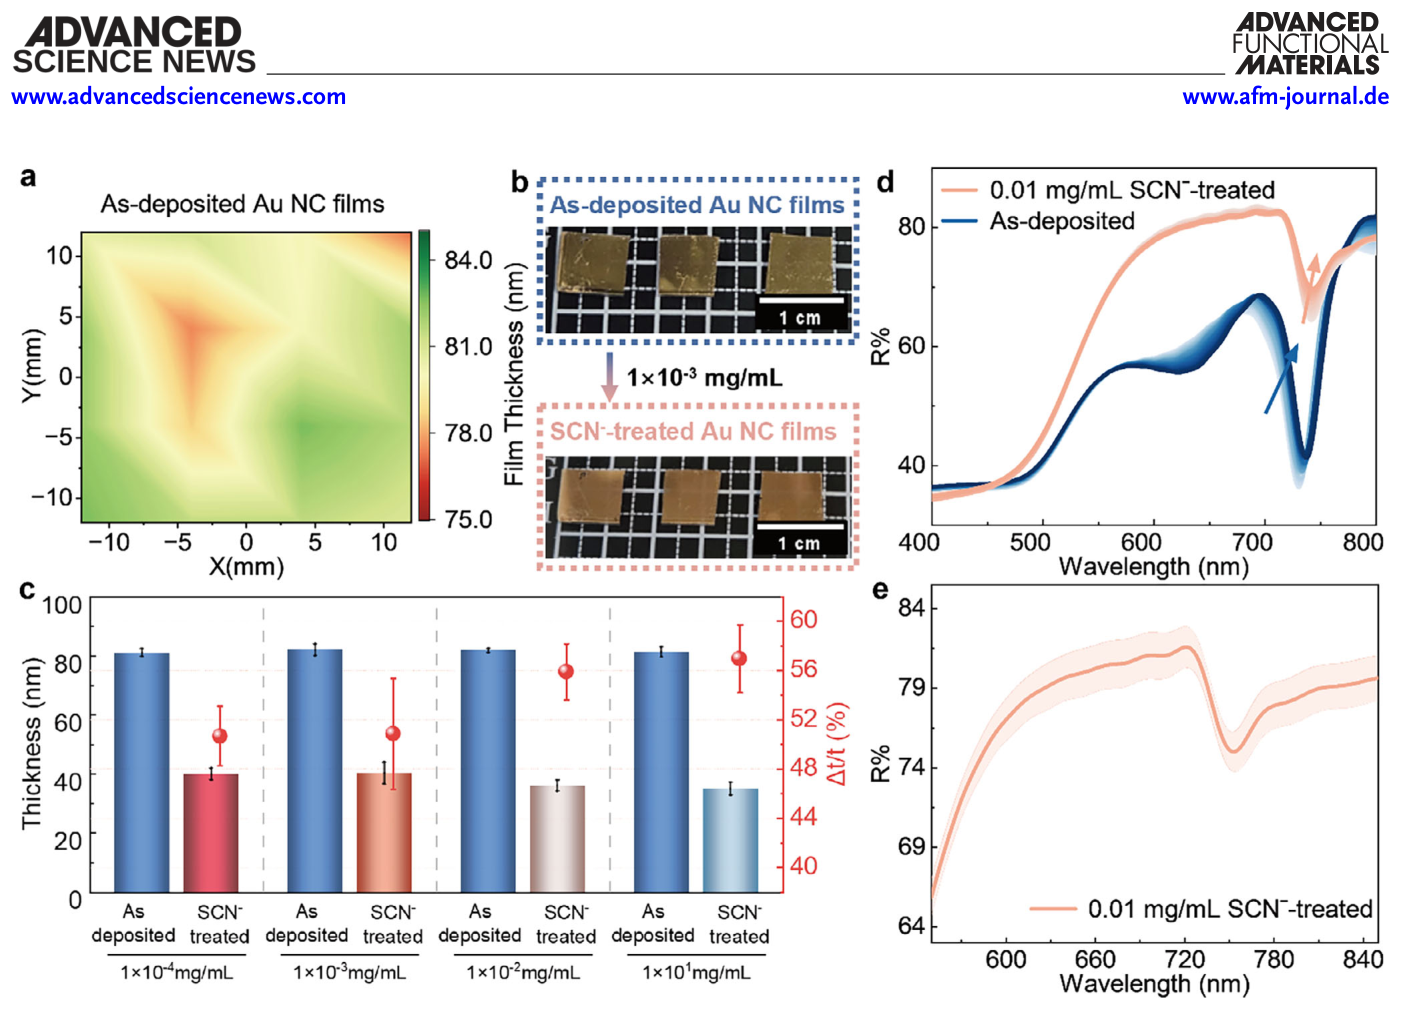 ADVANCED
SCIENCE NEWS
www.advancedsciencenews.com
ADVANCED
FUNCTIONAL
MATERIALS
www.afm-journal.de
a
As-deposited Au NC films
10
5
0
−5
−10
Y(mm)
−10 −5 0 5 10
X(mm)
84.0
81.0
78.0
75.0
Film Thickness (nm)
b
As-deposited Au NC films
1 cm
1×10⁻³ mg/mL
SCN⁻-treated Au NC films
1 cm
c
100
80
60
40
20
0
Thickness (nm)
60
56
52
48
44
40
Δt/t (%)
As deposited
SCN⁻ treated
As deposited
SCN⁻ treated
As deposited
SCN⁻ treated
As deposited
SCN⁻ treated
1×10⁻⁴mg/mL
1×10⁻³mg/mL
1×10⁻²mg/mL
1×10¹mg/mL
d
0.01 mg/mL SCN⁻-treated
As-deposited
80
60
40
R%
400 500 600 700 800
Wavelength (nm)
e
84
79
74
69
64
R%
0.01 mg/mL SCN⁻-treated
600 660 720 780 840
Wavelength (nm)